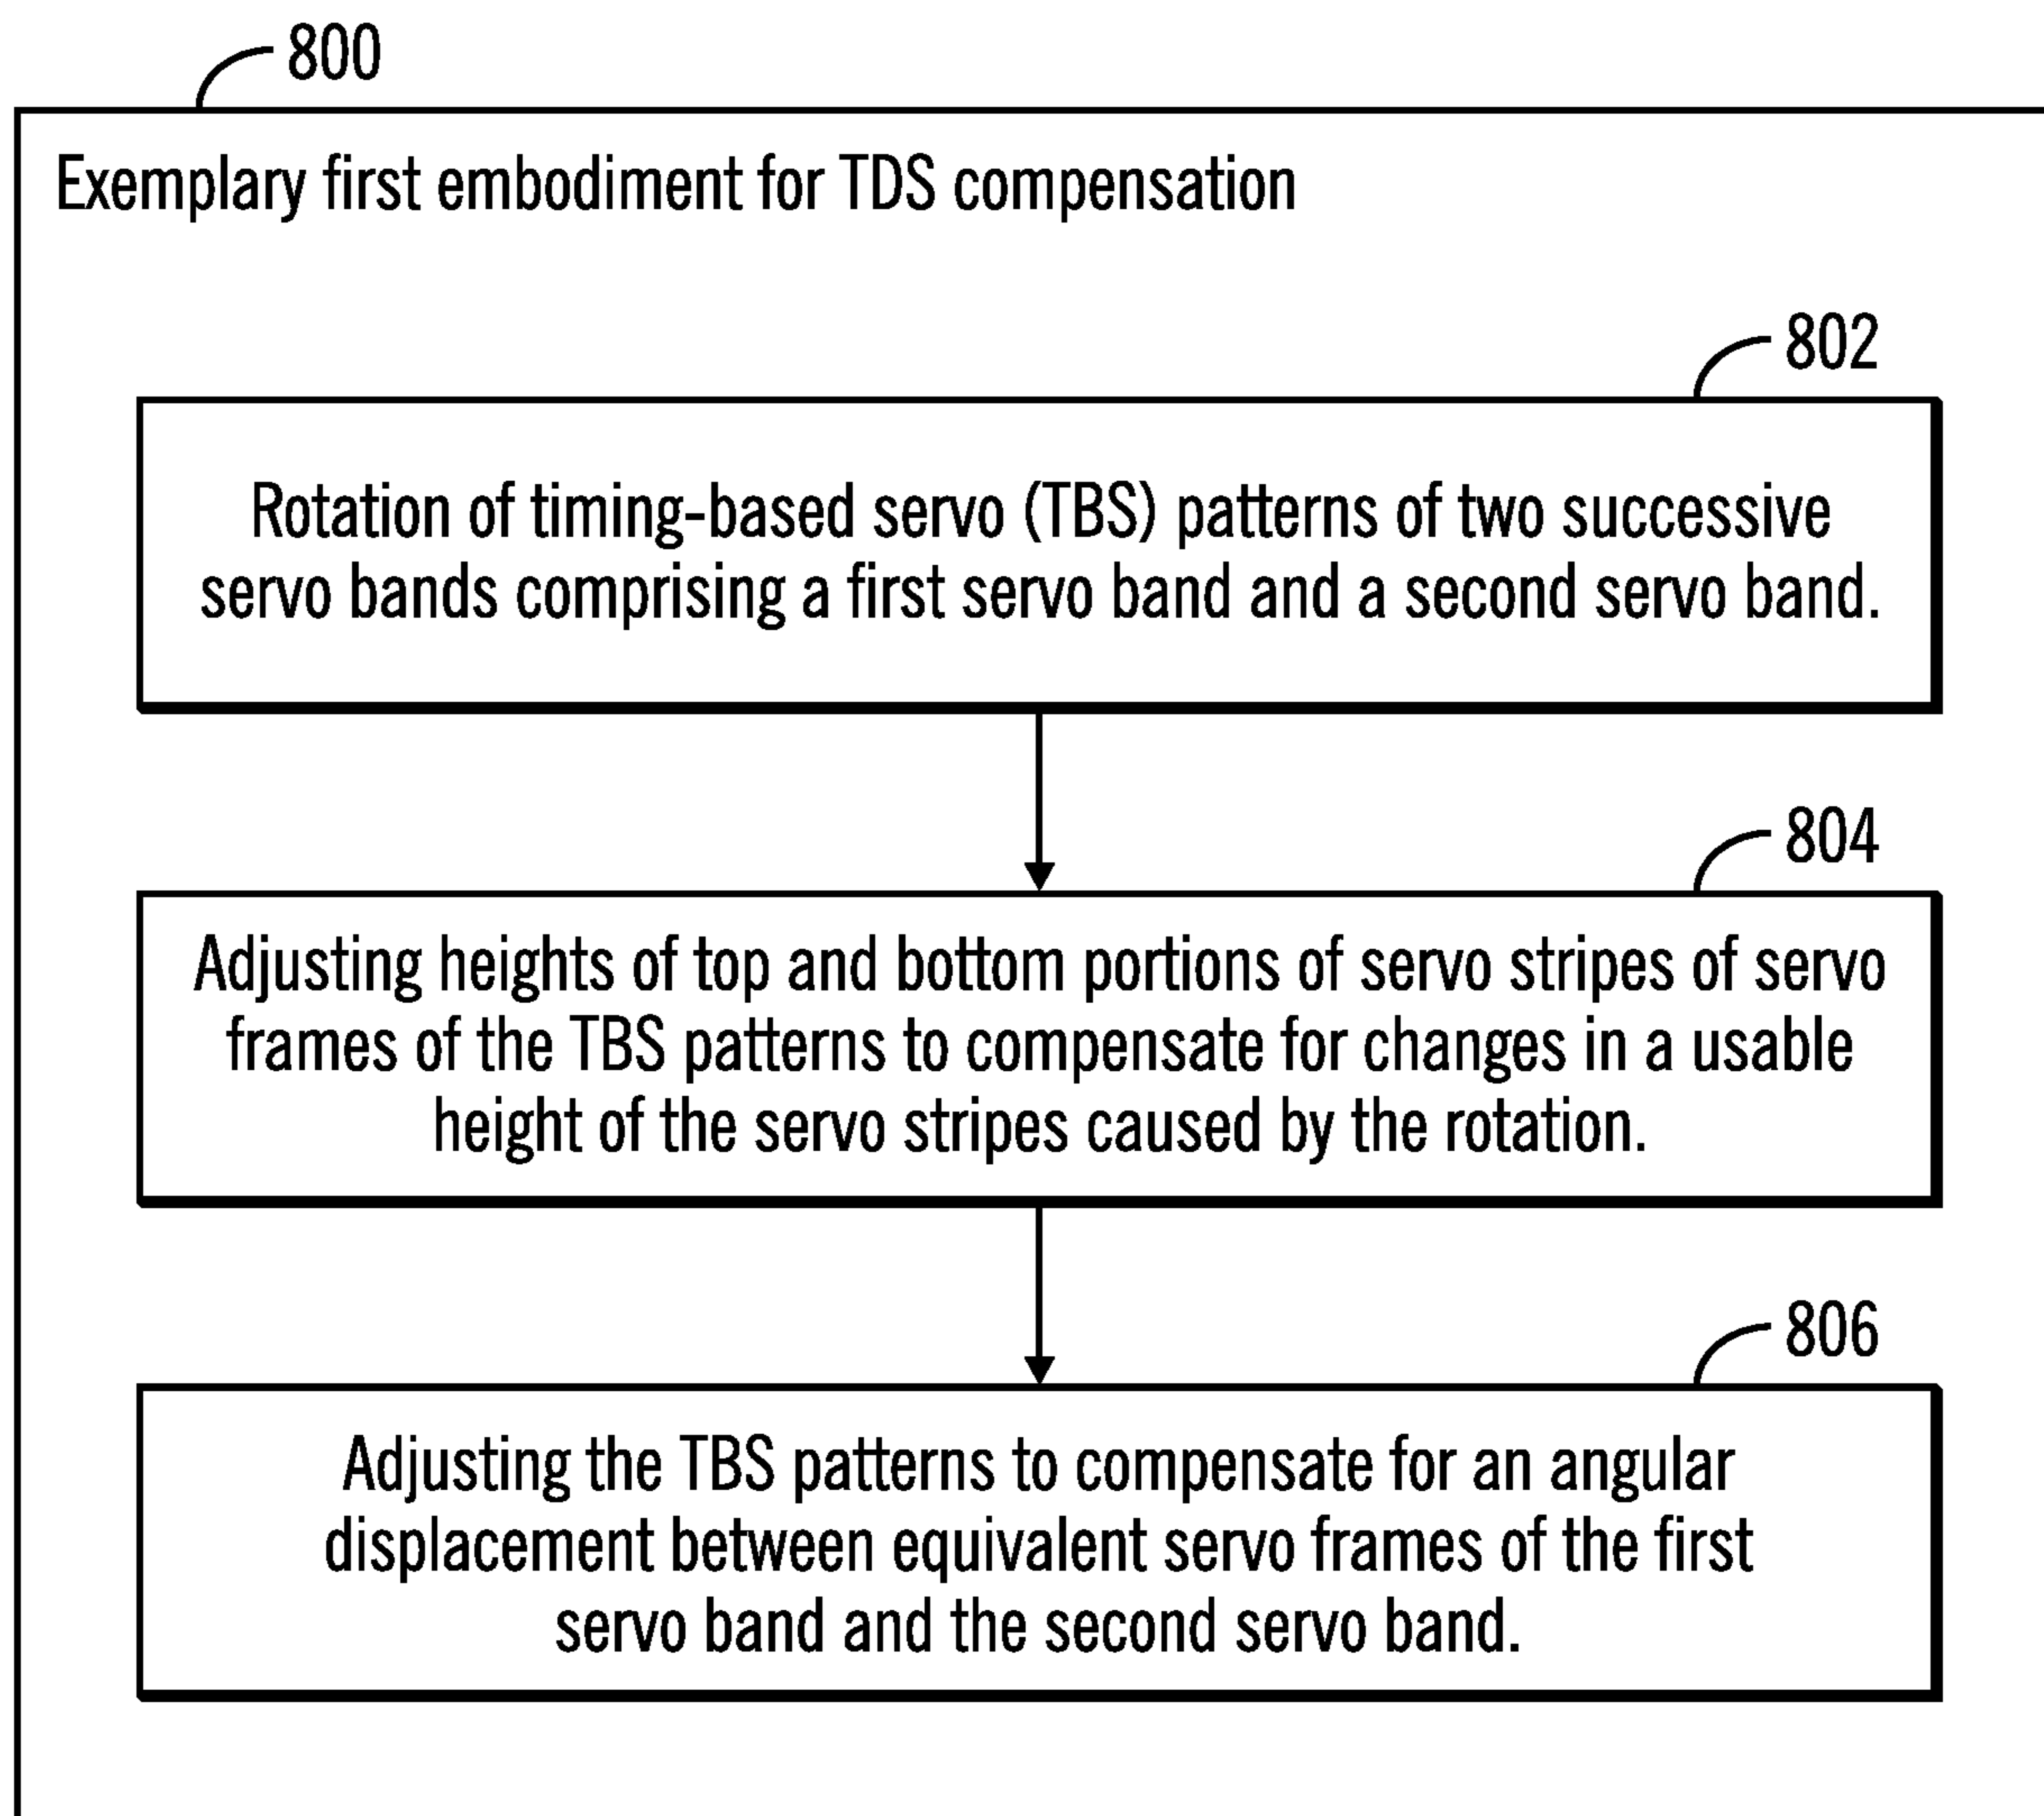 800
Exemplary first embodiment for TDS compensation
802
Rotation of timing-based servo (TBS) patterns of two successive
servo bands comprising a first servo band and a second servo band.
804
Adjusting heights of top and bottom portions of servo stripes of servo
frames of the TBS patterns to compensate for changes in a usable
height of the servo stripes caused by the rotation.
806
Adjusting the TBS patterns to compensate for an angular
displacement between equivalent servo frames of the first
servo band and the second servo band.